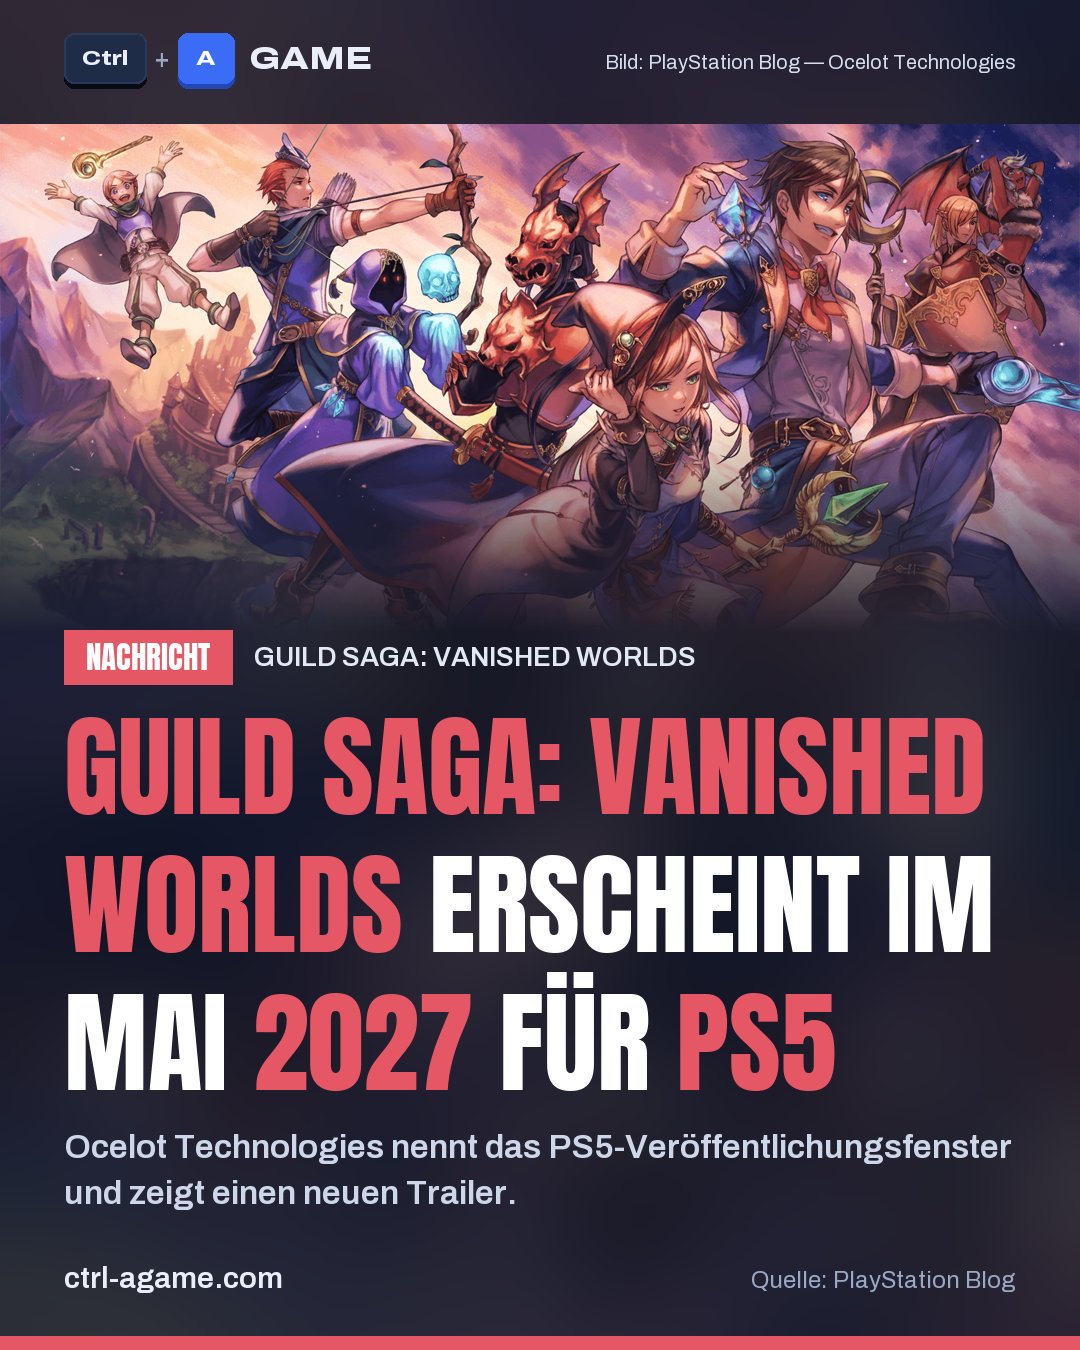 Ctrl + A GAME
Bild: PlayStation Blog — Ocelot Technologies
NACHRICHT
GUILD SAGA: VANISHED WORLDS
GUILD SAGA: VANISHED
WORLDS ERSCHEINT IM
MAI 2027 FÜR PS5
Ocelot Technologies nennt das PS5-Veröffentlichungsfenster
und zeigt einen neuen Trailer.
ctrl-agame.com
Quelle: PlayStation Blog